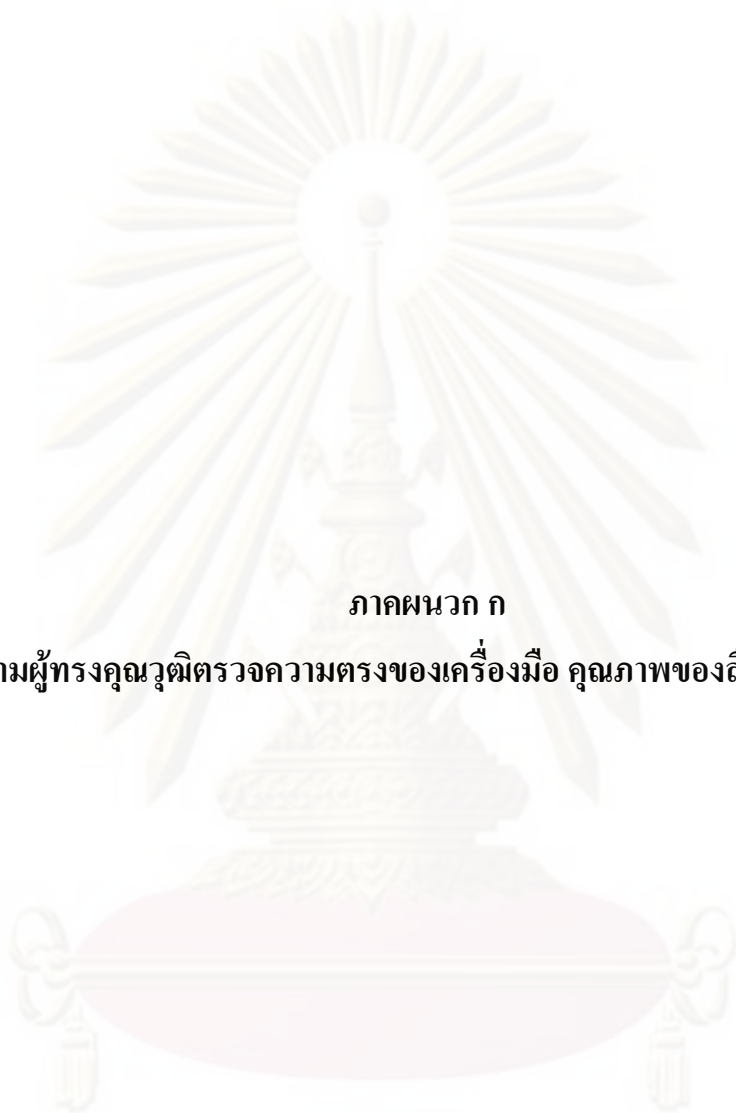 ภาคผนวก ก
ผู้ทรงคุณวุฒิตรวจความตรงของเครื่องมือ คุณภาพของ